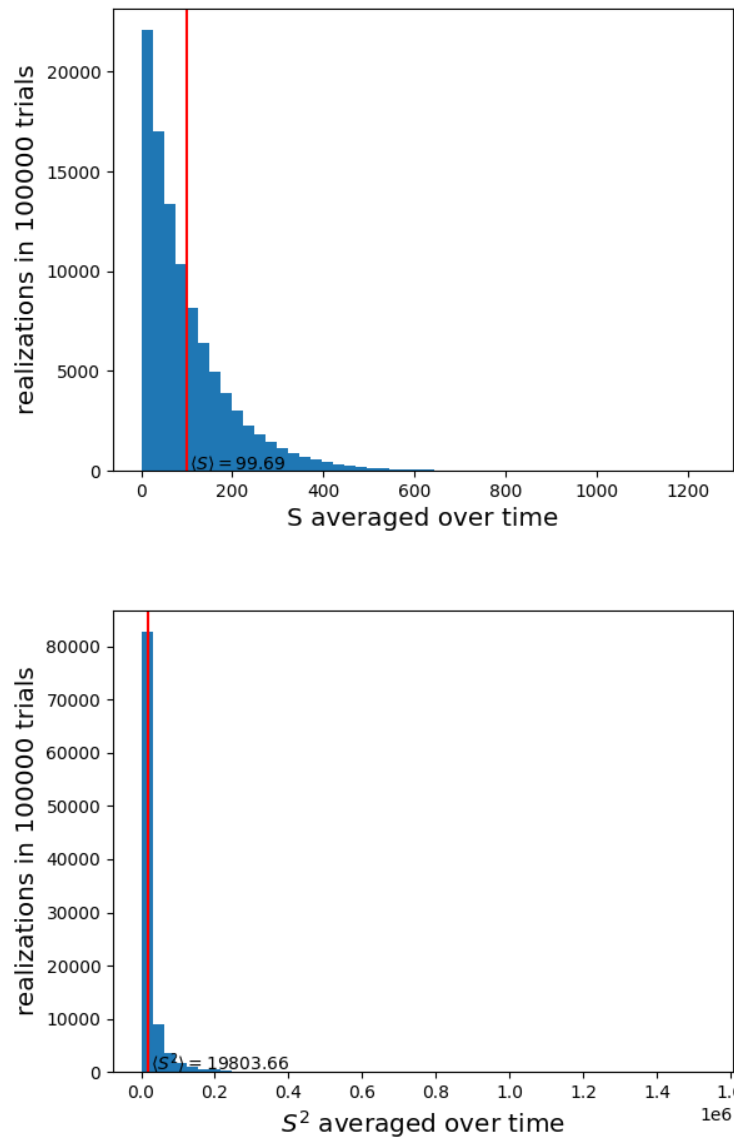 realizations in 100000 trials
20000
15000
10000
5000
0
⟨S⟩ = 99.69
0 200 400 600 800 1000 1200
S averaged over time
realizations in 100000 trials
80000
70000
60000
50000
40000
30000
20000
10000
0
⟨S²⟩ = 19803.66
0.0 0.2 0.4 0.6 0.8 1.0 1.2 1.4
1e6
S² averaged over time